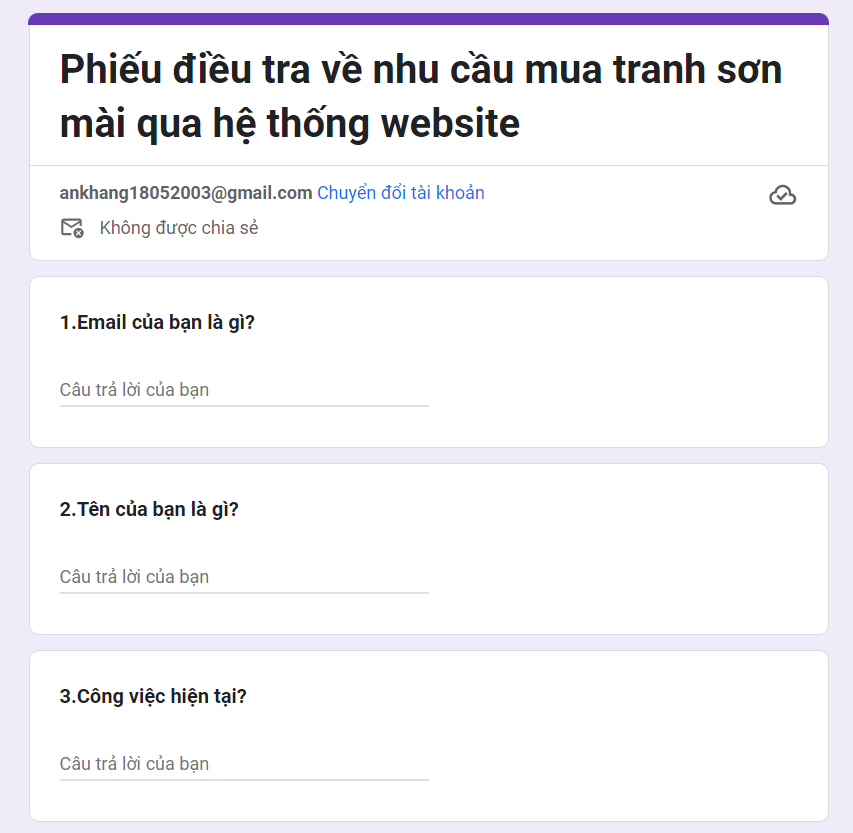 Phiếu điều tra về nhu cầu mua tranh sơn
mài qua hệ thống website
ankhang18052003@gmail.com Chuyển đổi tài khoản
Không được chia sẻ
1.Email của bạn là gì?
Câu trả lời của bạn
2.Tên của bạn là gì?
Câu trả lời của bạn
3.Công việc hiện tại?
Câu trả lời của bạn